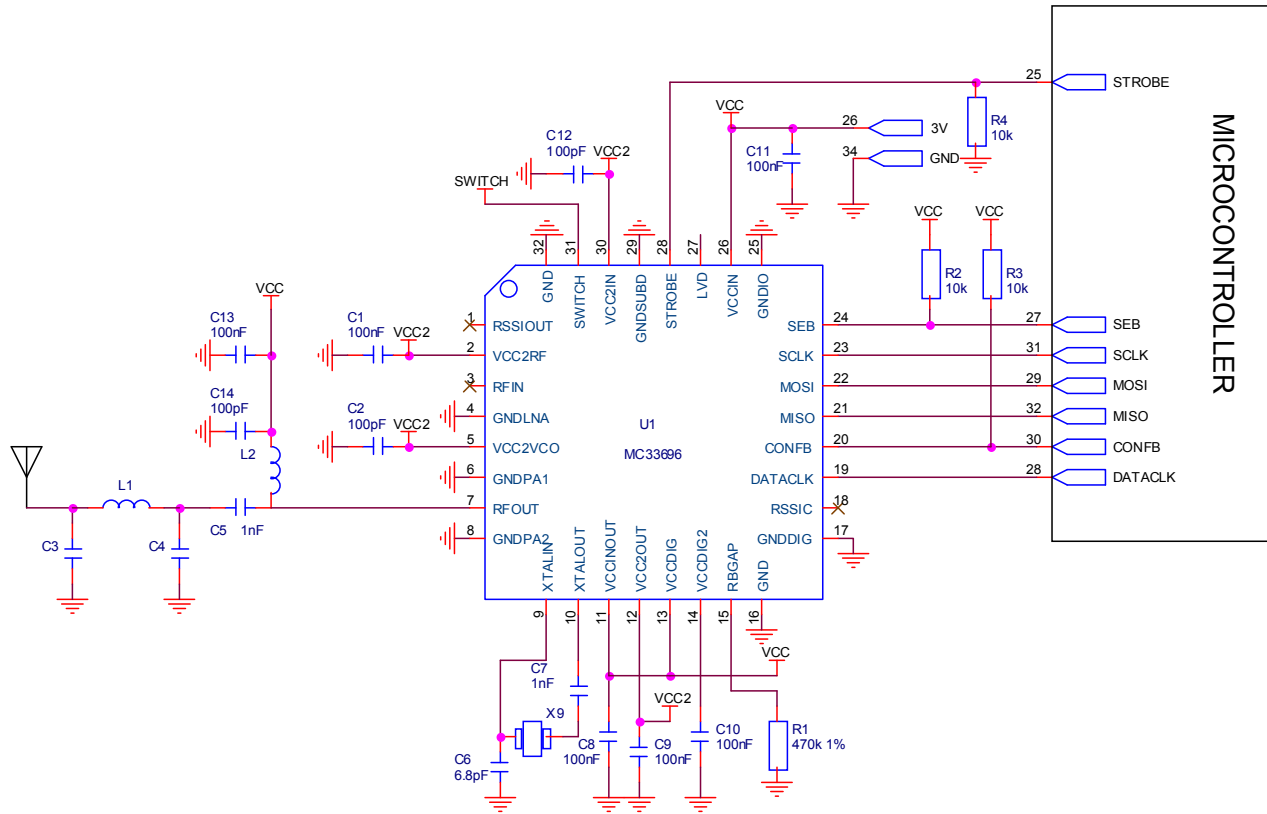 25
STROBE
R4
10k
VCC
26
3V
34
GND
C11
100nF
C12
100pF
VCC2
SWITCH
MICROCONTROLLER
VCC
VCC
R2
10k
R3
10k
32
31
30
29
28
27
26
25
GND
SWITCH
VCC2IN
GNDSUBD
STROBE
LVD
VCCIN
GNDIO
VCC
C13
100nF
C14
100pF
L2
C1
100nF
VCC2
C2
100pF
VCC2
1
RSSIOUT
2
VCC2RF
3
RFIN
4
GNDLNA
5
VCC2VCO
6
GNDPA1
7
RFOUT
8
GNDPA2
U1
MC33696
SEB
24
27
SEB
SCLK
23
31
SCLK
MOSI
22
29
MOSI
MISO
21
32
MISO
CONFB
20
30
CONFB
DATACLK
19
28
DATACLK
RSSIC
18
GNDDIG
17
L1
C5
1nF
C3
C4
XTALIN
XTALOUT
VCCINOUT
VCC2OUT
VCCDIG
VCCDIG2
RBGAP
GND
9
10
11
12
13
14
15
16
VCC
C7
1nF
X9
C6
6.8pF
VCC2
C8
100nF
C9
100nF
C10
100nF
R1
470k 1%